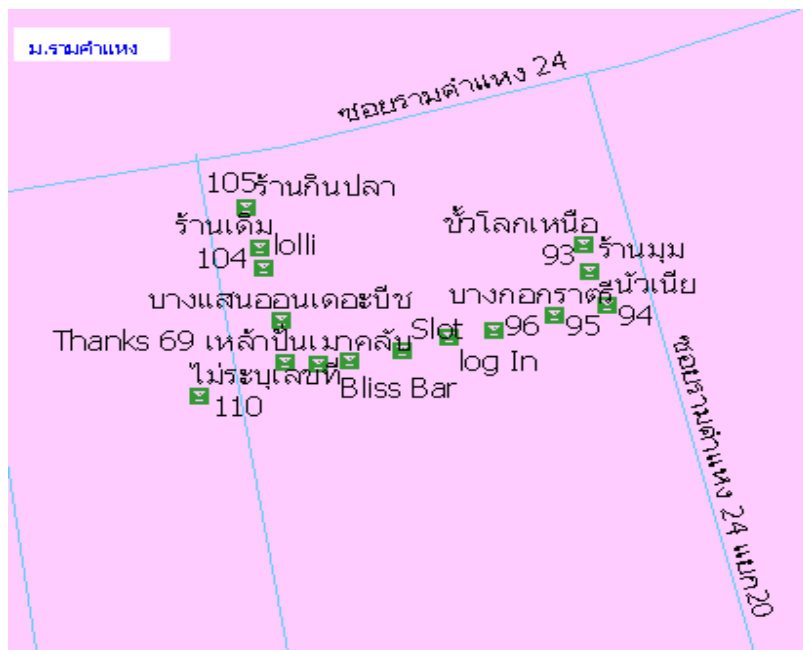 ม.รามคำแหง
ซอยรามคำแหง 24
105
ร้านกินปลา
ร้านเดิม
lolli
104
ขั้วโลกเหนือ
93
ร้านมุม
บางแสนออนเดอะบีช
บางกอกราตรี
นัวเนีย
96
95
94
Thanks 69
เหล้าปั่นเมาคลับ
Slot
log In
ไม่ระบุเลขที่
Bliss Bar
110
ซอยรามคำแหง 24 แยก20